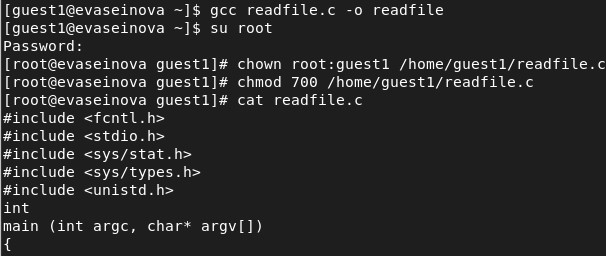 [guest1@evaseinova ~]$ gcc readfile.c -o readfile
[guest1@evaseinova ~]$ su root
Password:
[root@evaseinova guest1]# chown root:guest1 /home/guest1/readfile.c
[root@evaseinova guest1]# chmod 700 /home/guest1/readfile.c
[root@evaseinova guest1]# cat readfile.c
#include <fcntl.h>
#include <stdio.h>
#include <sys/stat.h>
#include <sys/types.h>
#include <unistd.h>
int
main (int argc, char* argv[])
{